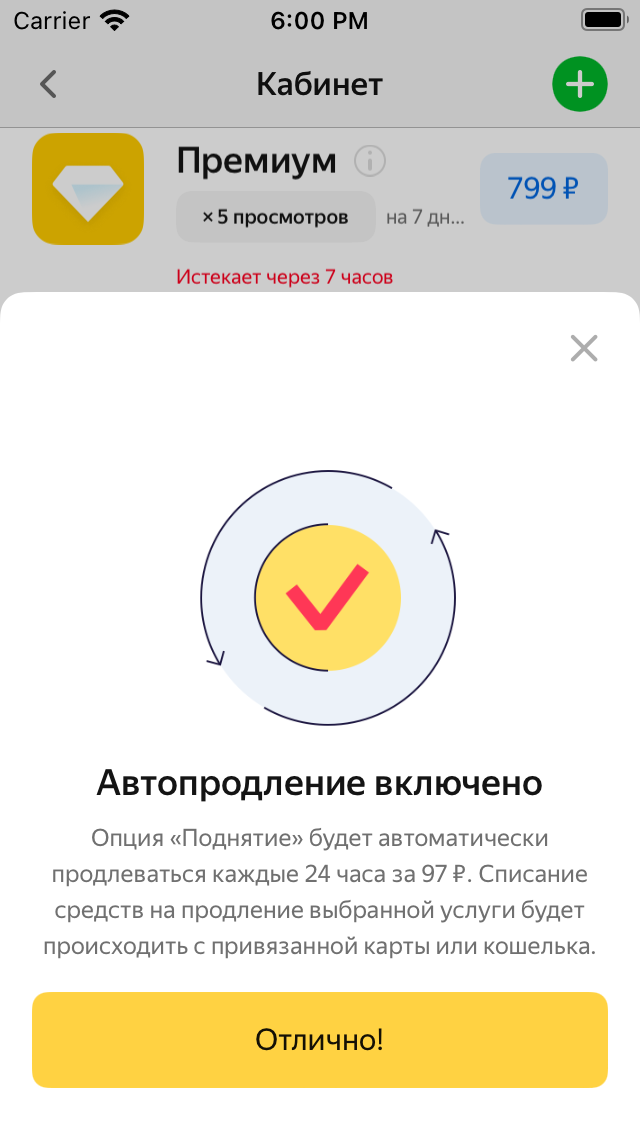 Carrier 6:00 PM
Кабинет
Премиум
799 ₽
× 5 просмотров на 7 дн...
Истекает через 7 часов
Автопродление включено
Опция «Поднятие» будет автоматически
продлеваться каждые 24 часа за 97 ₽. Списание
средств на продление выбранной услуги будет
происходить с привязанной карты или кошелька.
Отлично!